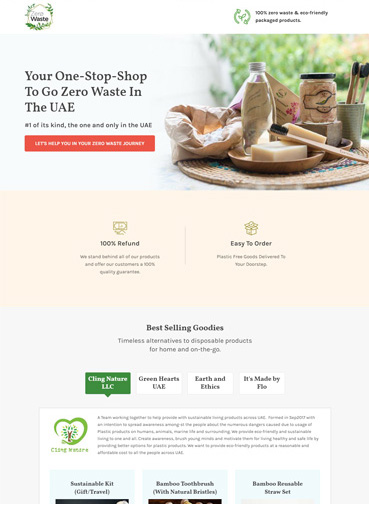 Zero
Waste
100% zero waste & eco-friendly
packaged products.
Your One-Stop-Shop
To Go Zero Waste In
The UAE
#1 of its kind, the one and only in the UAE
LET'S HELP YOU IN YOUR ZERO WASTE JOURNEY
100% Refund
We stand behind all of our products
and offer our customers a 100%
quality guarantee.
Easy To Order
Plastic Free Goods Delivered To
Your Doorstep.
Best Selling Goodies
Timeless alternatives to disposable products
for home and on-the-go.
Cling Nature
LLC
Green Hearts
UAE
Earth and
Ethics
It's Made by
Flo
Cling Nature
A Team working together to help provide with sustainable living products across UAE. Formed in Sep2017 with
an intention to spread awareness among all the people about the numerous dangers caused due to usage of
Plastic products on humans, animals, marine life and surrounding. We provide eco-friendly and sustainable
living to one and all. Create awareness, brush young minds and motivate them for living healthy and safe life by
providing better options for plastic products. We want to provide eco-friendly products at a reasonable and
affordable cost to all the people across UAE.
Sustainable Kit
(Gift/Travel)
Bamboo Toothbrush
(With Natural Bristles)
Bamboo Reusable
Straw Set